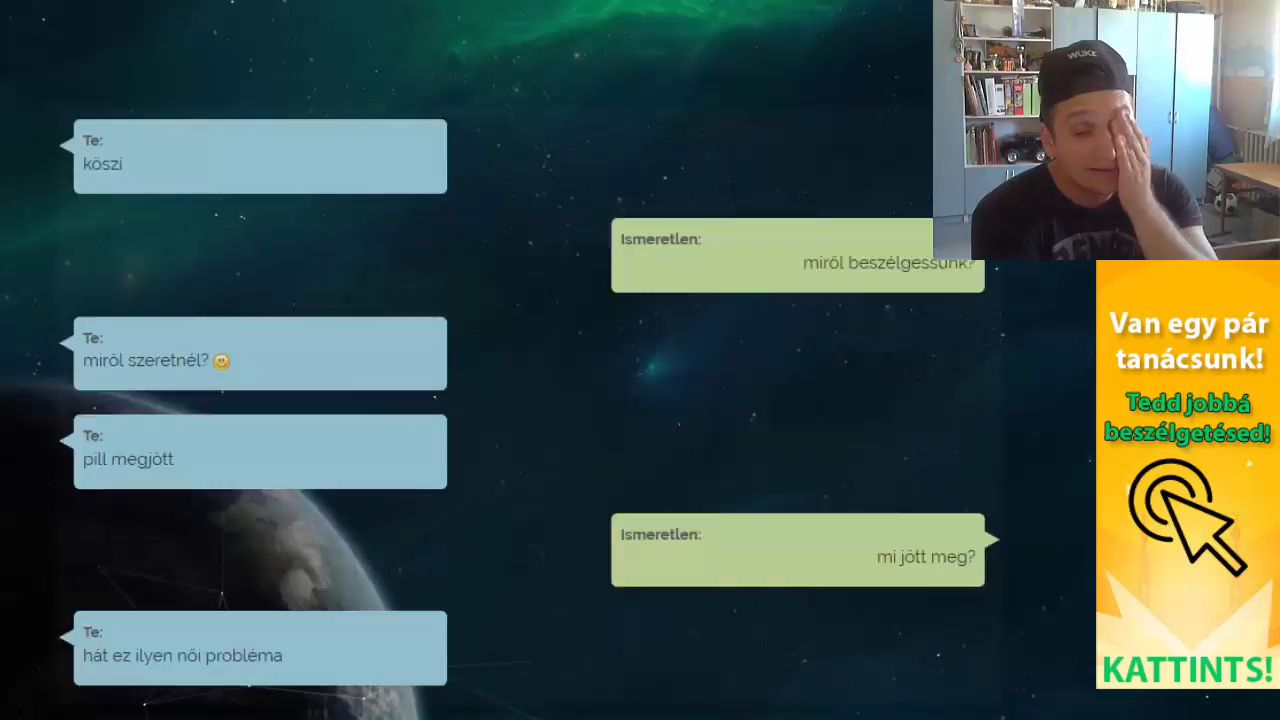 Te:
köszi
Ismeretlen:
miről beszélgessünk?
Te:
miről szeretnél?
Te:
pill megjött
Ismeretlen:
mi jött meg?
Te:
hát ez ilyen női probléma
WUKE
Van egy pár
tanácsunk!
Tedd jobbá
beszélgetésed!
KATTINTS!